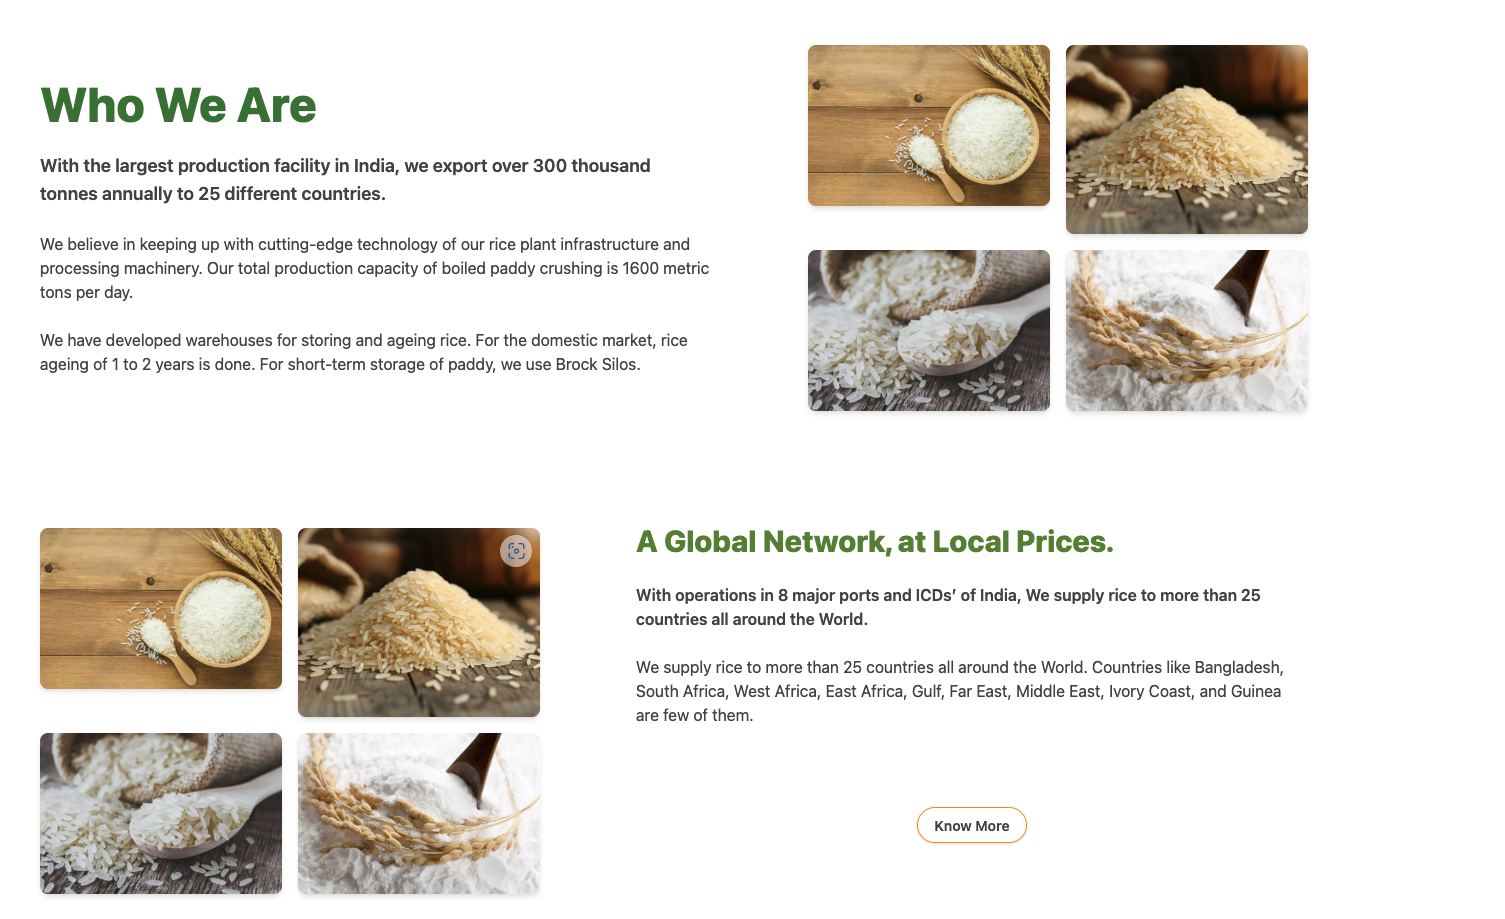 Who We Are
With the largest production facility in India, we export over 300 thousand
tonnes annually to 25 different countries.
We believe in keeping up with cutting-edge technology of our rice plant infrastructure and
processing machinery. Our total production capacity of boiled paddy crushing is 1600 metric
tons per day.
We have developed warehouses for storing and ageing rice. For the domestic market, rice
ageing of 1 to 2 years is done. For short-term storage of paddy, we use Brock Silos.
A Global Network, at Local Prices.
With operations in 8 major ports and ICDs’ of India, We supply rice to more than 25
countries all around the World.
We supply rice to more than 25 countries all around the World. Countries like Bangladesh,
South Africa, West Africa, East Africa, Gulf, Far East, Middle East, Ivory Coast, and Guinea
are few of them.
Know More